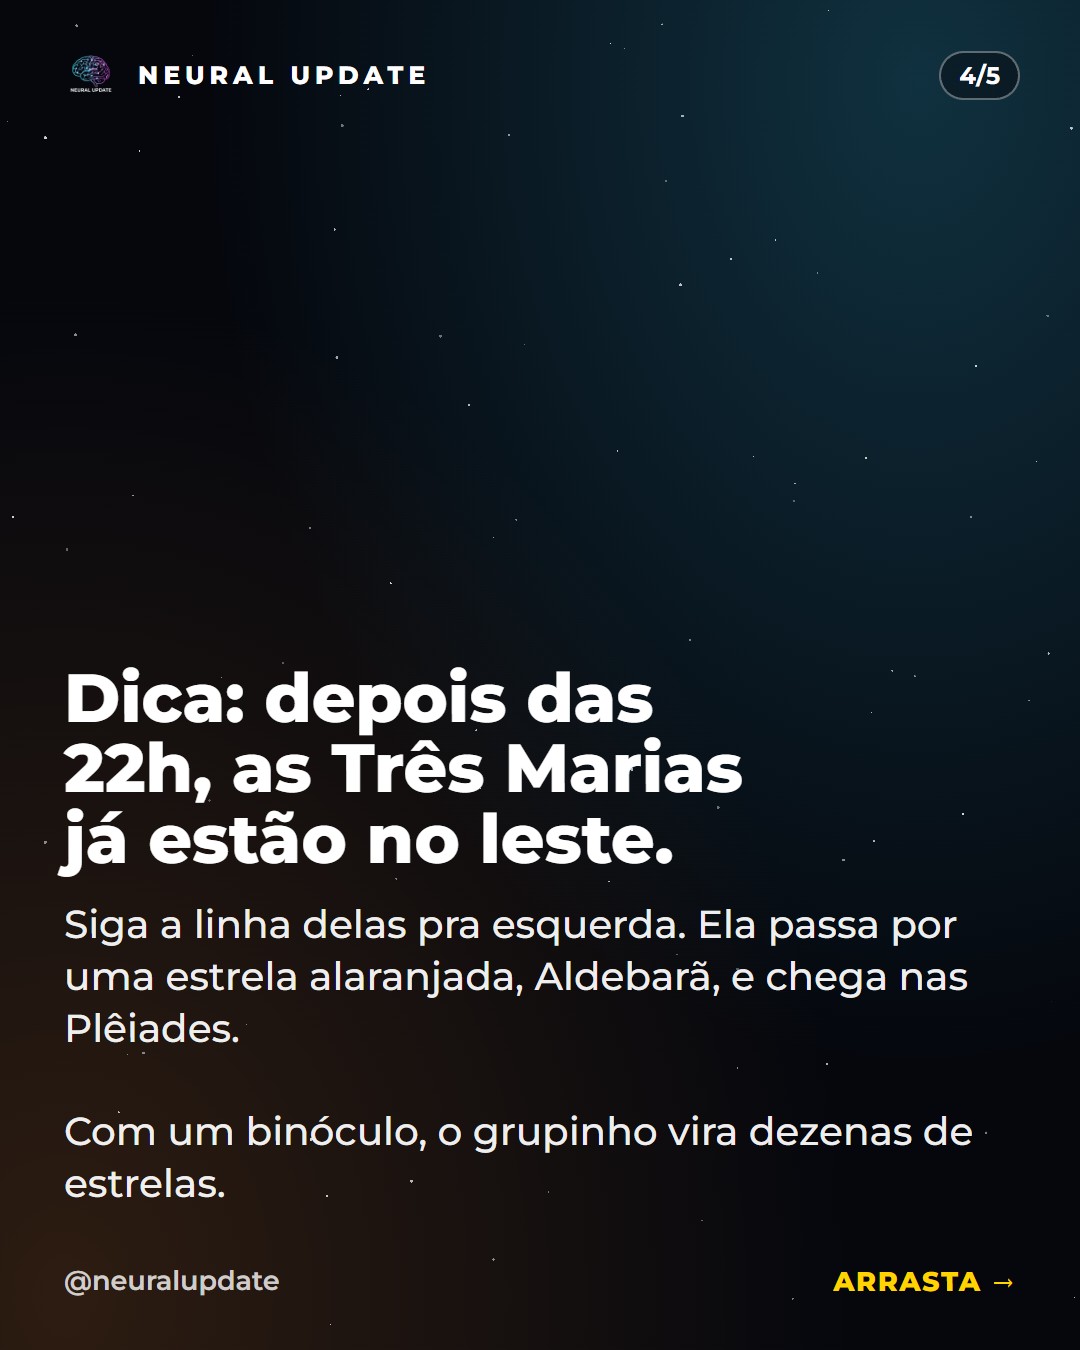 NEURAL UPDATE
NEURAL UPDATE
4/5
Dica: depois das
22h, as Três Marias
já estão no leste.
Siga a linha delas pra esquerda. Ela passa por
uma estrela alaranjada, Aldebarã, e chega nas
Plêiades.
Com um binóculo, o grupinho vira dezenas de
estrelas.
@neuralupdate
ARRASTA →